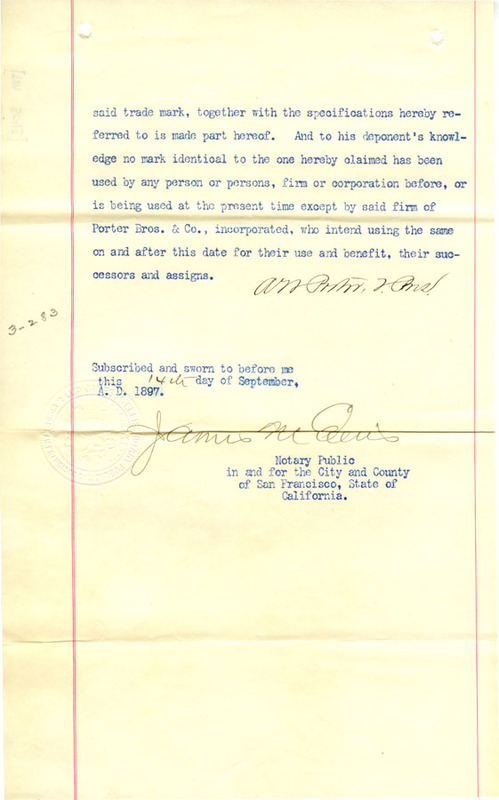 said trade mark, together with the specifications hereby re-
ferred to is made part hereof. And to his deponent's knowl-
edge no mark identical to the one hereby claimed has been
used by any person or persons, firm or corporation before, or
is being used at the present time except by said firm of
Porter Bros. & Co., incorporated, who intend using the same
on and after this date for their use and benefit, their suc-
cessors and assigns.
3-283
Subscribed and sworn to before me
this 14th day of September,
A. D. 1897.
James M Ellis
Notary Public
in and for the City and County
of San Francisco, State of
California.